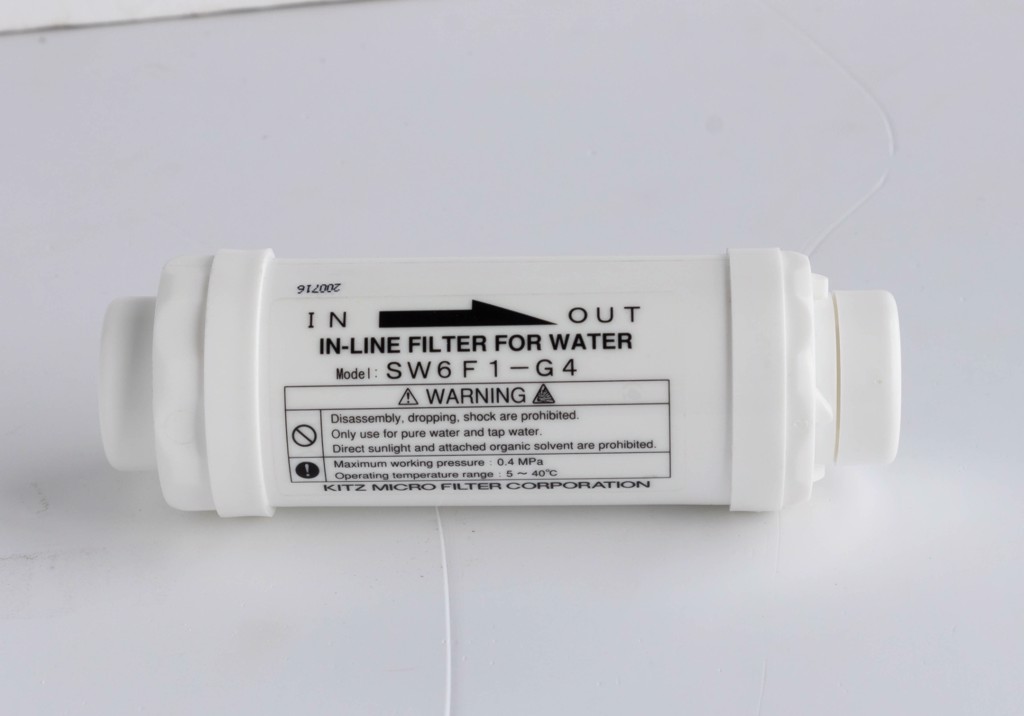 200716
IN OUT
IN-LINE FILTER FOR WATER
Model: SW6F1-G4
WARNING
Disassembly, dropping, shock are prohibited.
Only use for pure water and tap water.
Direct sunlight and attached organic solvent are prohibited.
Maximum working pressure : 0.4 MPa
Operating temperature range : 5 ~ 40℃
KITZ MICRO FILTER CORPORATION